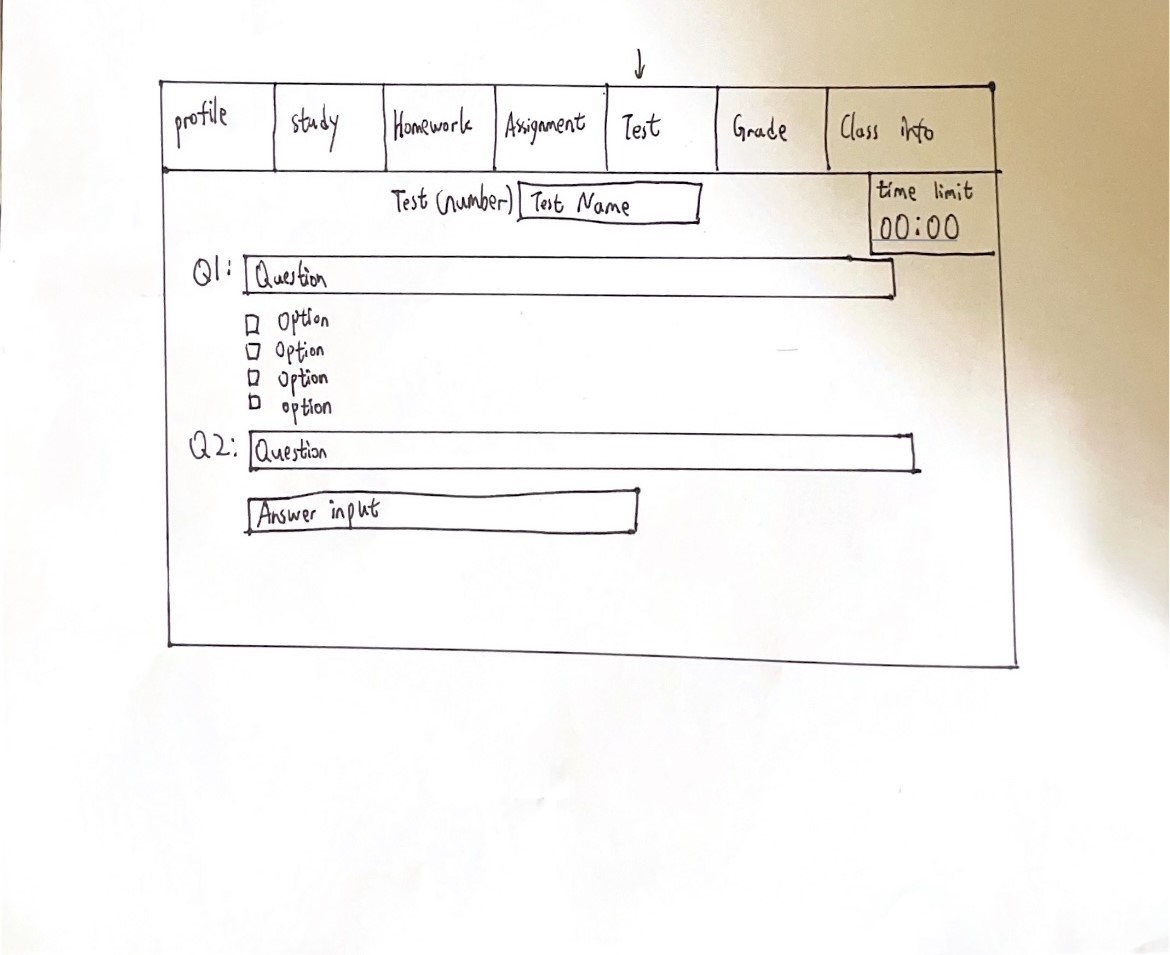 profile study Homework Assignment Test Grade Class info
Test (number) Test Name
time limit
00:00
Q1: Question
Option
Option
Option
option
Q2: Question
Answer input